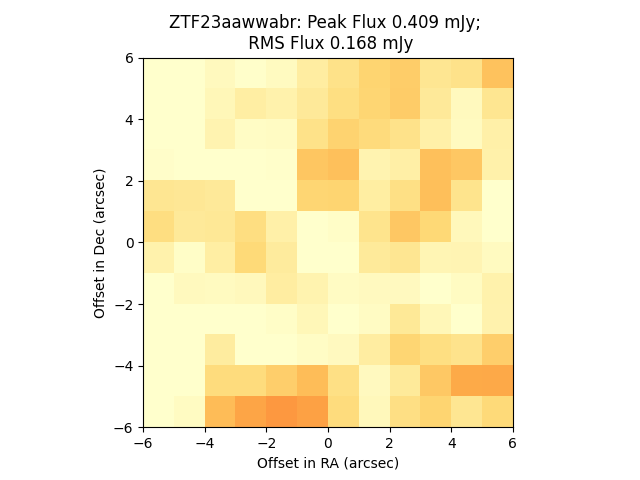 ZTF23aawwabr: Peak Flux 0.409 mJy;
RMS Flux 0.168 mJy
6
4
2
0
−2
−4
−6
Offset in Dec (arcsec)
−6 −4 −2 0 2 4 6
Offset in RA (arcsec)